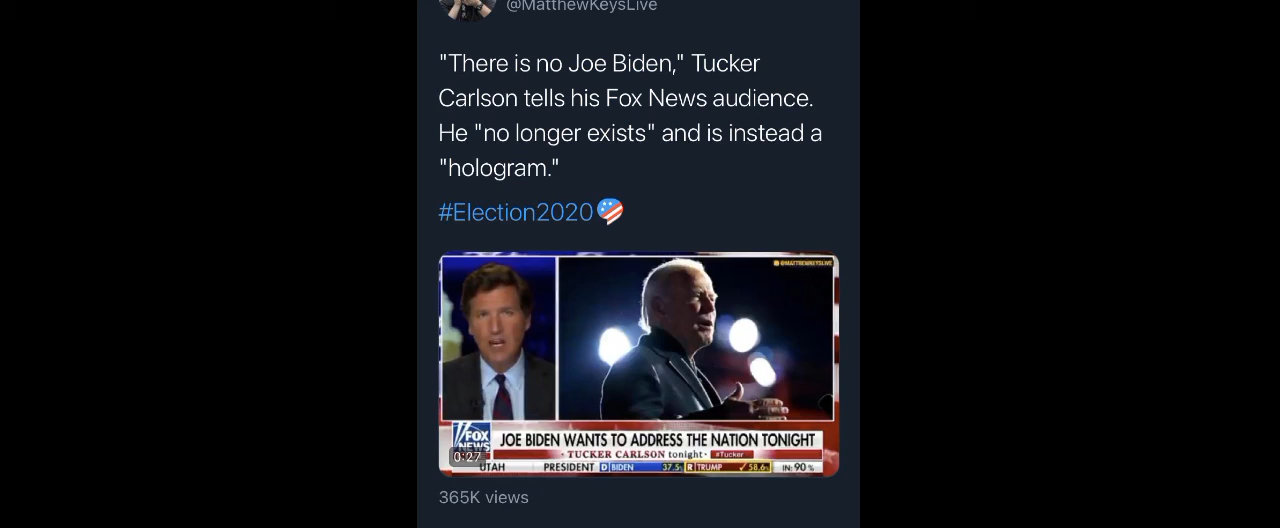 @MatthewKeysLive
"There is no Joe Biden," Tucker
Carlson tells his Fox News audience.
He "no longer exists" and is instead a
"hologram."
#Election2020
@MATTHEWKEYSLIVE
FOX
NEWS
JOE BIDEN WANTS TO ADDRESS THE NATION TONIGHT
· TUCKER CARLSON tonight · #Tucker
0:27
UTAH PRESIDENT D BIDEN 37.5% R TRUMP ✓ 58.6% IN: 90%
365K views